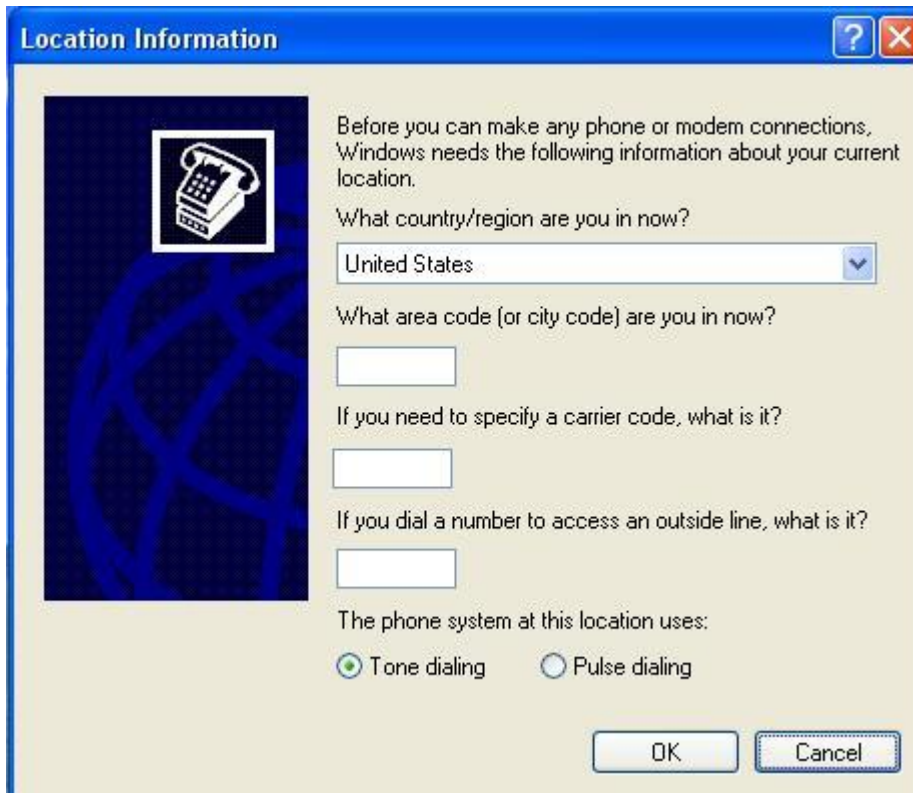 Location Information
Before you can make any phone or modem connections,
Windows needs the following information about your current
location.
What country/region are you in now?
United States
What area code (or city code) are you in now?
If you need to specify a carrier code, what is it?
If you dial a number to access an outside line, what is it?
The phone system at this location uses:
Tone dialing Pulse dialing
OK Cancel